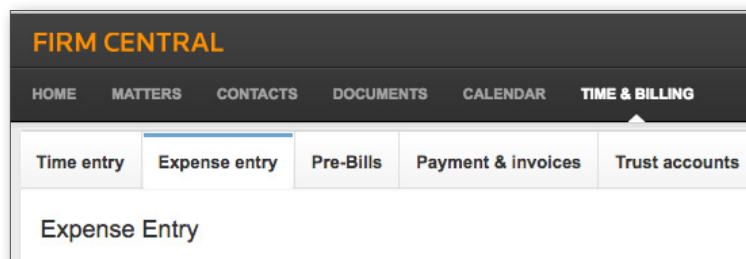 FIRM CENTRAL
HOME MATTERS CONTACTS DOCUMENTS CALENDAR TIME & BILLING
Time entry Expense entry Pre-Bills Payment & invoices Trust accounts
Expense Entry